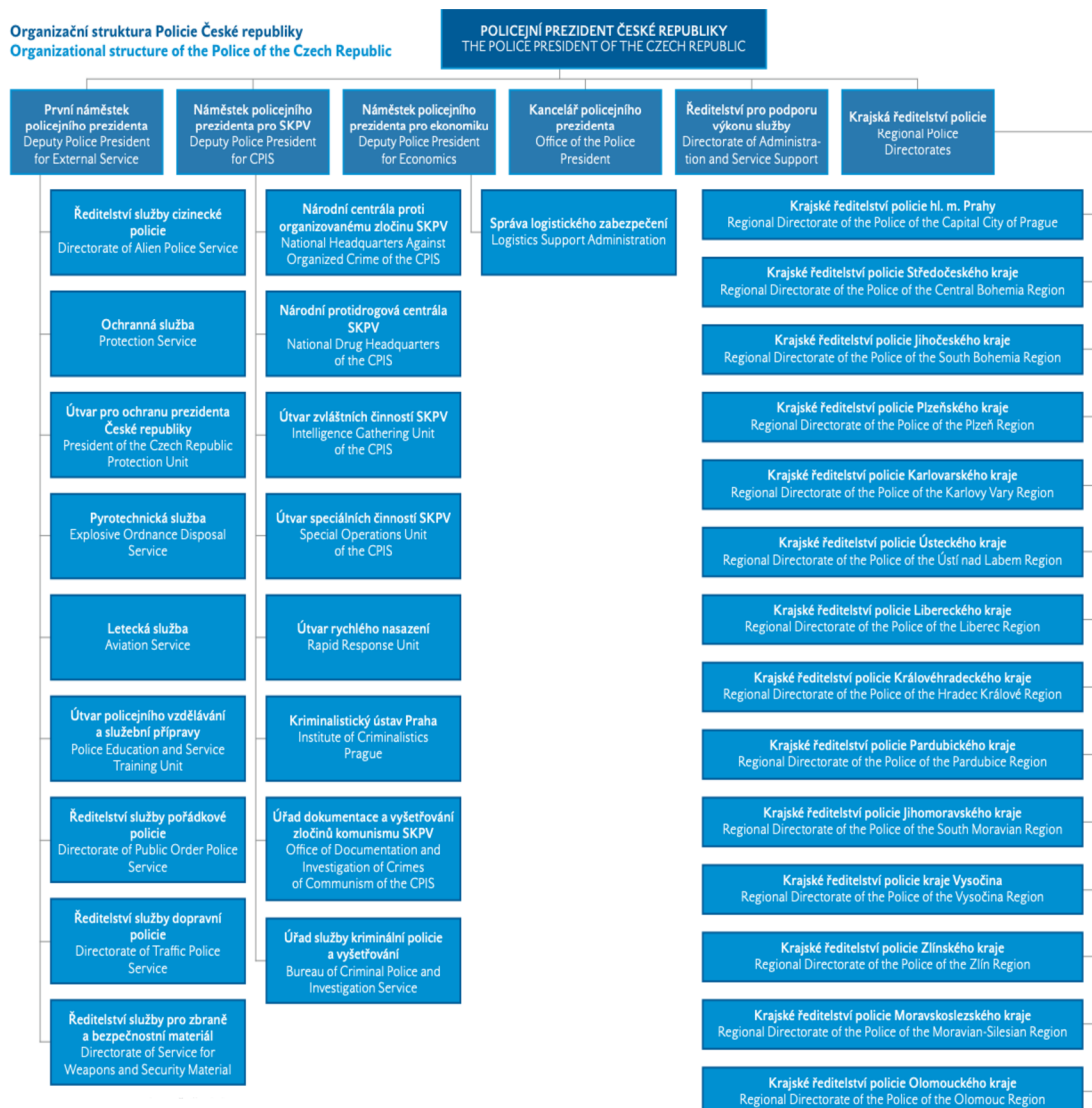 Organizační struktura Policie České republiky
Organizational structure of the Police of the Czech Republic
POLICEJNÍ PREZIDENT ČESKÉ REPUBLIKY
THE POLICE PRESIDENT OF THE CZECH REPUBLIC
První náměstek
policejního prezidenta
Deputy Police President
for External Service
Náměstek policejního
prezidenta pro SKPV
Deputy Police President
for CPIS
Náměstek policejního
prezidenta pro ekonomiku
Deputy Police President
for Economics
Kancelář policejního
prezidenta
Office of the Police
President
Ředitelství pro podporu
výkonu služby
Directorate of Administra-
tion and Service Support
Krajská ředitelství policie
Regional Police
Directorates
Ředitelství služby cizinecké
policie
Directorate of Alien Police Service
Ochranná služba
Protection Service
Útvar pro ochranu prezidenta
České republiky
President of the Czech Republic
Protection Unit
Pyrotechnická služba
Explosive Ordnance Disposal
Service
Letecká služba
Aviation Service
Útvar policejního vzdělávání
a služební přípravy
Police Education and Service
Training Unit
Ředitelství služby pořádkové
policie
Directorate of Public Order Police
Service
Ředitelství služby dopravní
policie
Directorate of Traffic Police
Service
Ředitelství služby pro zbraně
a bezpečnostní materiál
Directorate of Service for
Weapons and Security Material
Národní centrála proti
organizovanému zločinu SKPV
National Headquarters Against
Organized Crime of the CPIS
Národní protidrogová centrála
SKPV
National Drug Headquarters
of the CPIS
Útvar zvláštních činností SKPV
Intelligence Gathering Unit
of the CPIS
Útvar speciálních činností SKPV
Special Operations Unit
of the CPIS
Útvar rychlého nasazení
Rapid Response Unit
Kriminalistický ústav Praha
Institute of Criminalistics
Prague
Úřad dokumentace a vyšetřování
zločinů komunismu SKPV
Office of Documentation and
Investigation of Crimes
of Communism of the CPIS
Úřad služby kriminální policie
a vyšetřování
Bureau of Criminal Police and
Investigation Service
Správa logistického zabezpečení
Logistics Support Administration
Krajské ředitelství policie hl. m. Prahy
Regional Directorate of the Police of the Capital City of Prague
Krajské ředitelství policie Středočeského kraje
Regional Directorate of the Police of the Central Bohemia Region
Krajské ředitelství policie Jihočeského kraje
Regional Directorate of the Police of the South Bohemia Region
Krajské ředitelství policie Plzeňského kraje
Regional Directorate of the Police of the Plzeň Region
Krajské ředitelství policie Karlovarského kraje
Regional Directorate of the Police of the Karlovy Vary Region
Krajské ředitelství policie Ústeckého kraje
Regional Directorate of the Police of the Ústí nad Labem Region
Krajské ředitelství policie Libereckého kraje
Regional Directorate of the Police of the Liberec Region
Krajské ředitelství policie Královéhradeckého kraje
Regional Directorate of the Police of the Hradec Králové Region
Krajské ředitelství policie Pardubického kraje
Regional Directorate of the Police of the Pardubice Region
Krajské ředitelství policie Jihomoravského kraje
Regional Directorate of the Police of the South Moravian Region
Krajské ředitelství policie kraje Vysočina
Regional Directorate of the Police of the Vysočina Region
Krajské ředitelství policie Zlínského kraje
Regional Directorate of the Police of the Zlín Region
Krajské ředitelství policie Moravskoslezského kraje
Regional Directorate of the Police of the Moravian-Silesian Region
Krajské ředitelství policie Olomouckého kraje
Regional Directorate of the Police of the Olomouc Region